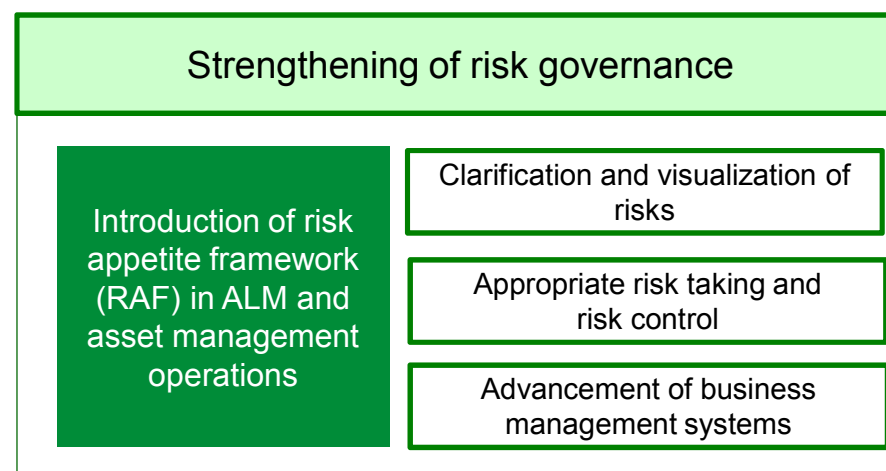 Strengthening of risk governance
Introduction of risk
appetite framework
(RAF) in ALM and
asset management
operations
Clarification and visualization of
risks
Appropriate risk taking and
risk control
Advancement of business
management systems